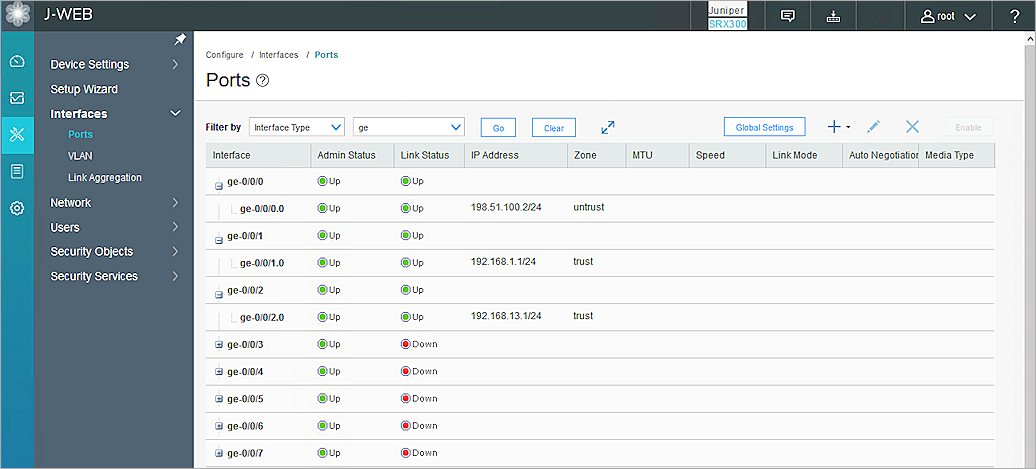 J-WEB
Juniper
SRX300
root
?
Device Settings
Setup Wizard
Interfaces
Ports
VLAN
Link Aggregation
Network
Users
Security Objects
Security Services
Configure / Interfaces / Ports
Ports ?
Filter by Interface Type ge Go Clear Global Settings Enable
Interface Admin Status Link Status IP Address Zone MTU Speed Link Mode Auto Negotiation Media Type
ge-0/0/0 Up Up
ge-0/0/0.0 Up Up 198.51.100.2/24 untrust
ge-0/0/1 Up Up
ge-0/0/1.0 Up Up 192.168.1.1/24 trust
ge-0/0/2 Up Up
ge-0/0/2.0 Up Up 192.168.13.1/24 trust
ge-0/0/3 Up Down
ge-0/0/4 Up Down
ge-0/0/5 Up Down
ge-0/0/6 Up Down
ge-0/0/7 Up Down